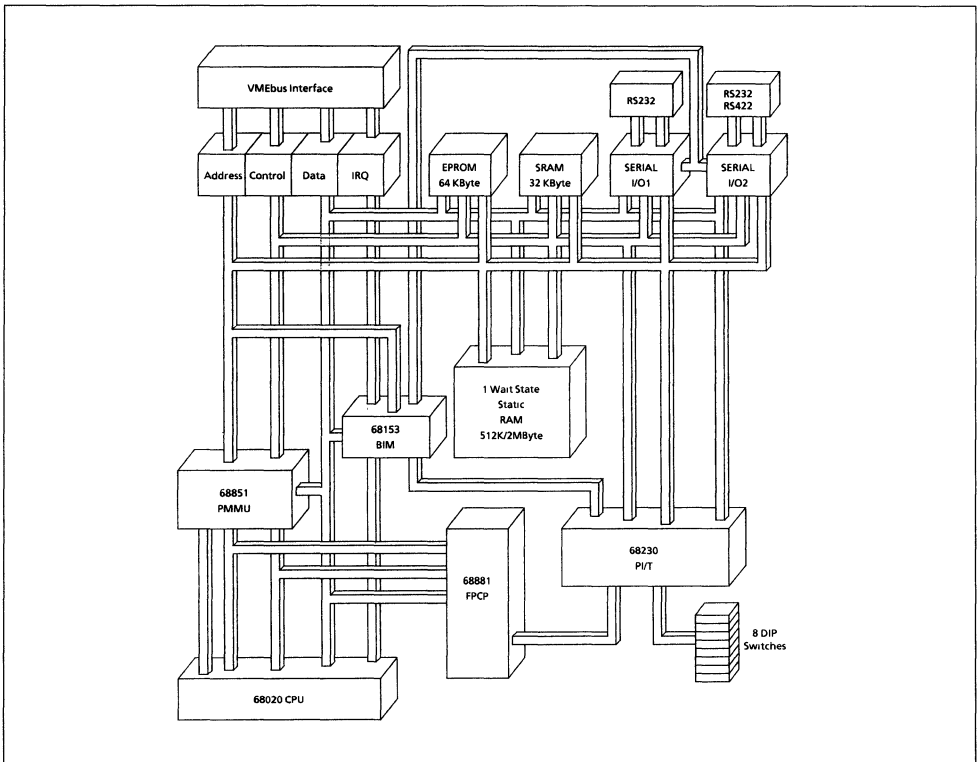 VMEbus Interface
RS232
RS232
RS422
Address
Control
Data
IRQ
EPROM
64 KByte
SRAM
32 KByte
SERIAL
I/O1
SERIAL
I/O2
1 Wait State
Static
RAM
512K/2MByte
68153
BIM
68851
PMMU
68881
FPCP
68230
PI/T
8 DIP
Switches
68020 CPU